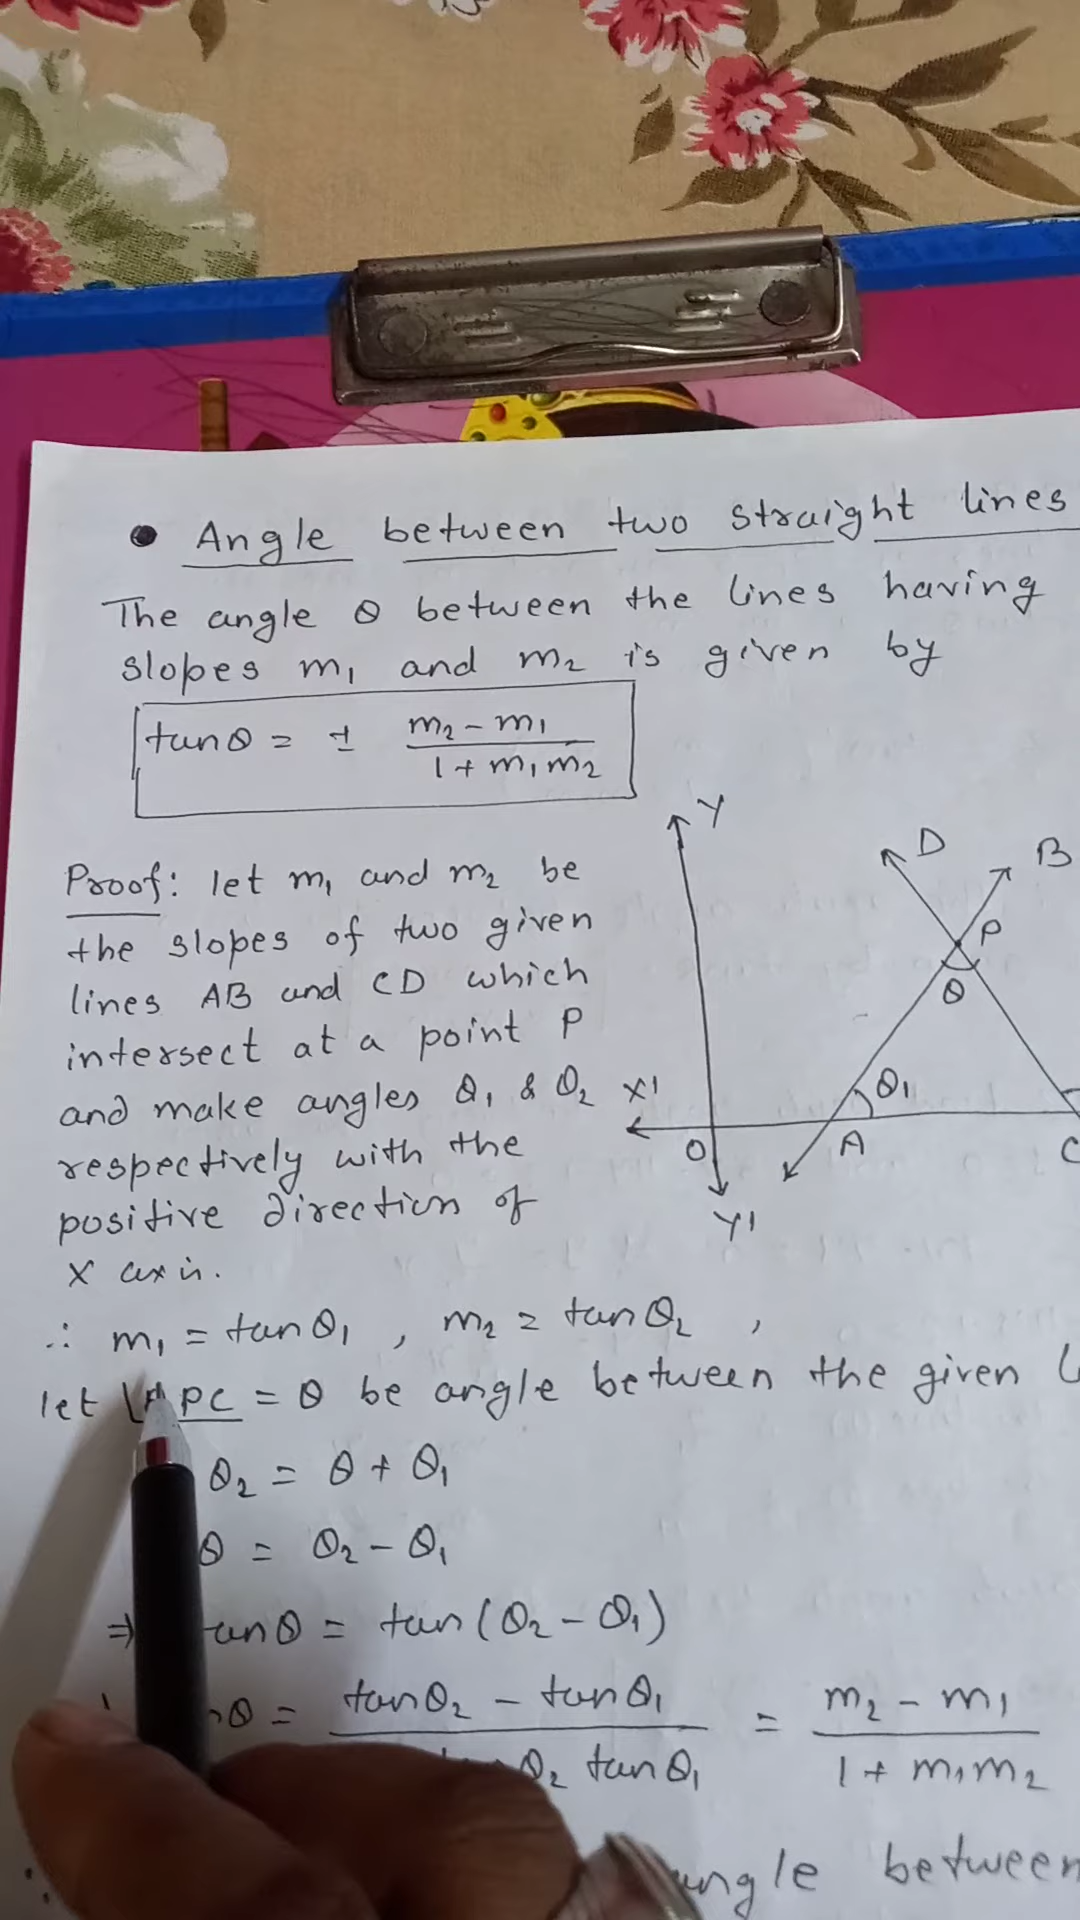 Angle between two straight lines
The angle θ between the lines having
slopes m₁ and m₂ is given by
tanθ = ± (m₂ - m₁)/(1 + m₁m₂)
Y
D
B
P
θ
θ₁
X'
O
A
C
Y'
Proof: let m₁ and m₂ be
the slopes of two given
lines AB and CD which
intersect at a point P
and make angles θ₁ & θ₂
respectively with the
positive direction of
X axis.
∴ m₁ = tanθ₁ , m₂ = tanθ₂ ,
let ∠APC = θ be angle between the given
θ₂ = θ + θ₁
θ = θ₂ - θ₁
⇒ tanθ = tan(θ₂ - θ₁)
θ = (tanθ₂ - tanθ₁)/(θ₂ tanθ₁) = (m₂ - m₁)/(1 + m₁m₂)
angle between